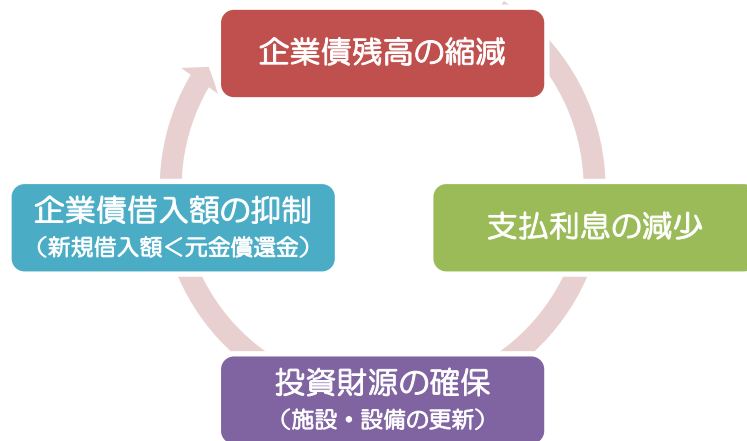 企業債残高の縮減
企業債借入額の抑制
（新規借入額＜元金償還金）
支払利息の減少
投資財源の確保
（施設・設備の更新）